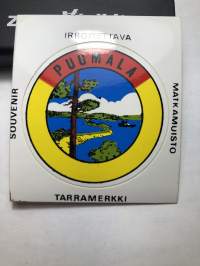 IRROTETTAVA
PUUMALA
SOUVENIR
MATKAMUISTO
TARRAMERKKI